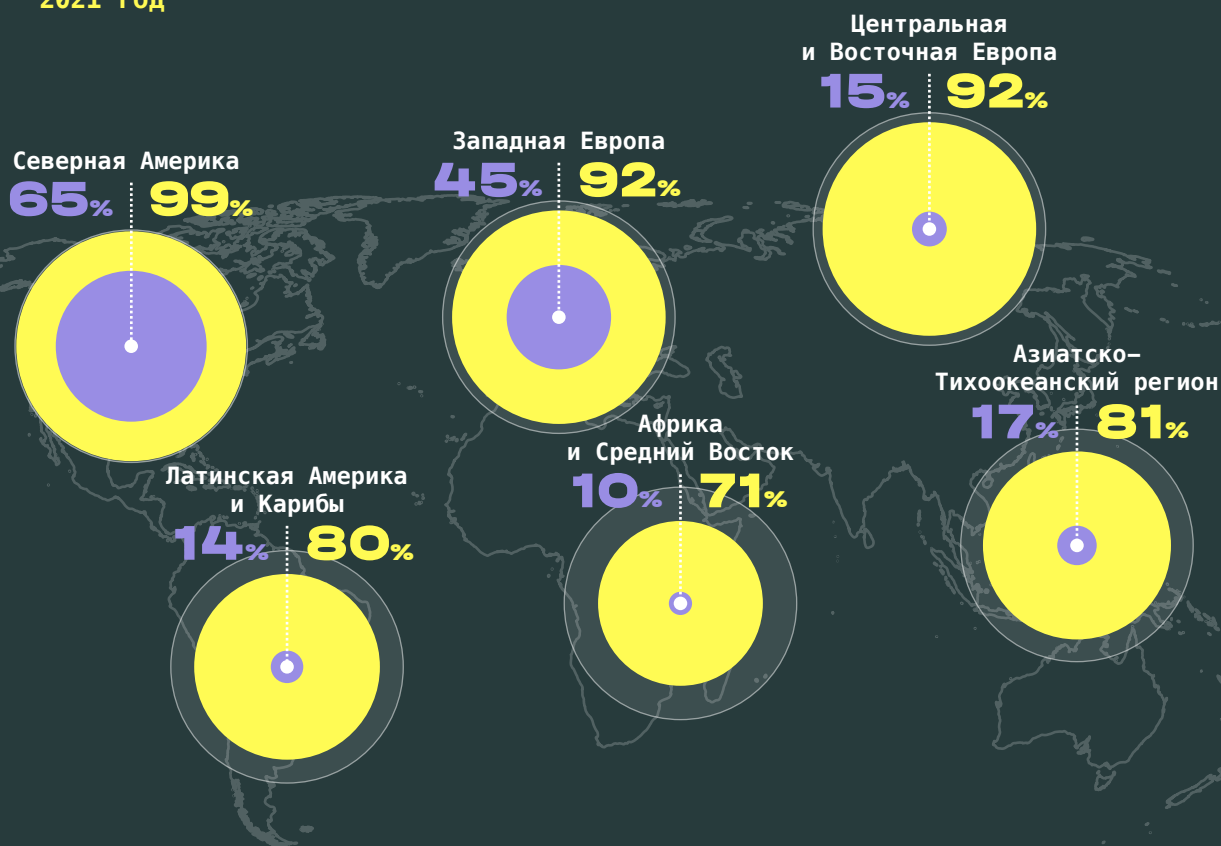 2021 год
Центральная
и Восточная Европа
15% 92%
Западная Европа
45% 92%
Северная Америка
65% 99%
Азиатско–
Тихоокеанский регион
17% 81%
Африка
и Средний Восток
10% 71%
Латинская Америка
и Карибы
14% 80%